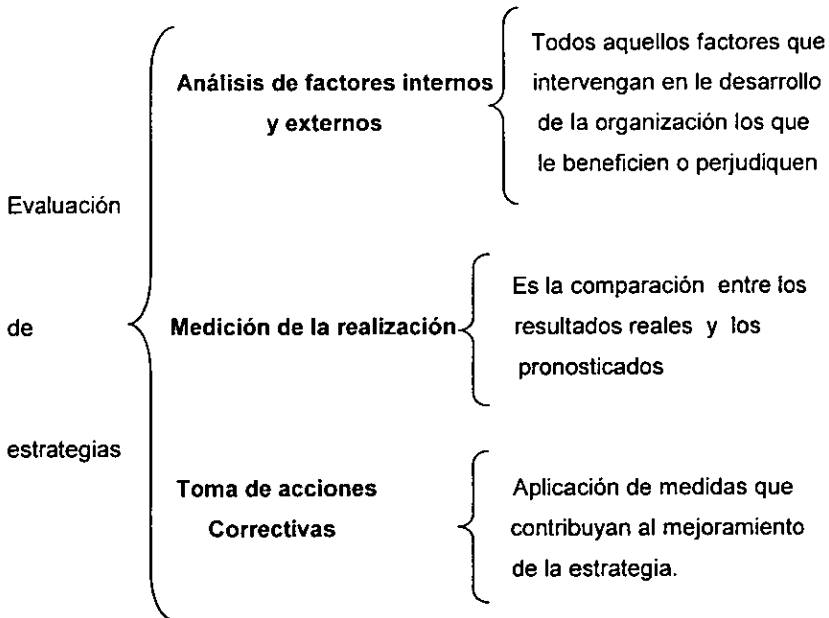 Evaluación
de
estrategias
Análisis de factores internos
y externos
Todos aquellos factores que
intervengan en le desarrollo
de la organización los que
le beneficien o perjudiquen
Medición de la realización
Es la comparación entre los
resultados reales y los
pronosticados
Toma de acciones
Correctivas
Aplicación de medidas que
contribuyan al mejoramiento
de la estrategia.